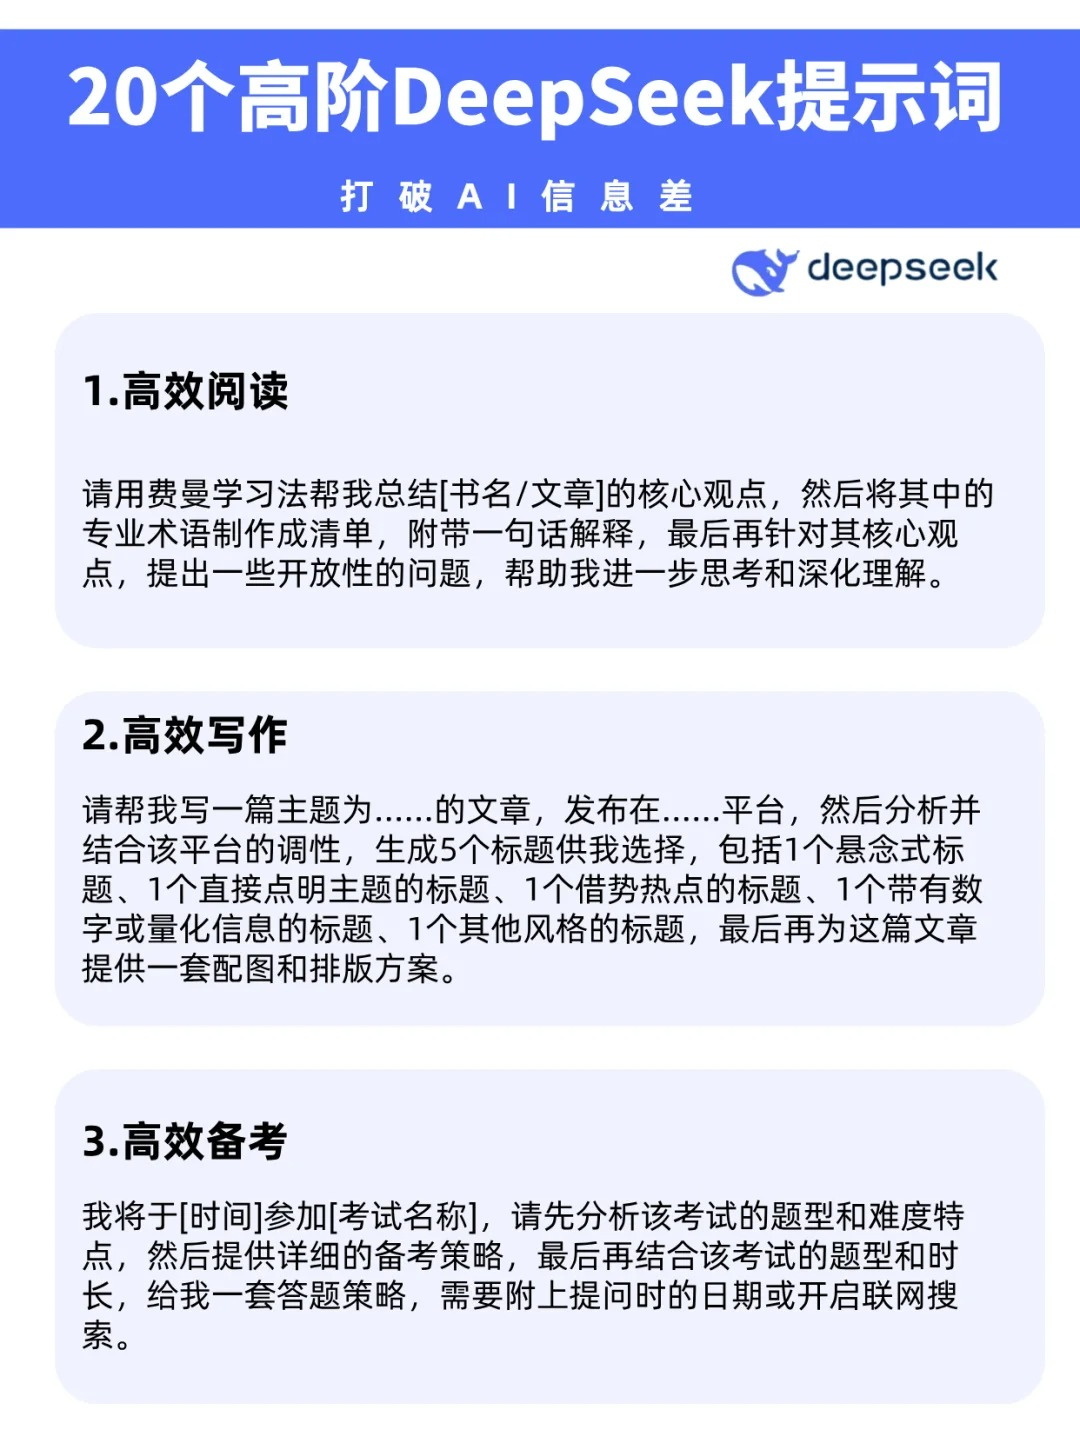 20个高阶DeepSeek提示词
打破AI信息差
deepseek
1.高效阅读
请用费曼学习法帮我总结[书名/文章]的核心观点，然后将其中的
专业术语制作成清单，附带一句话解释，最后再针对其核心观
点，提出一些开放性的问题，帮助我进一步思考和深化理解。
2.高效写作
请帮我写一篇主题为......的文章，发布在......平台，然后分析并
结合该平台的调性，生成5个标题供我选择，包括1个悬念式标
题、1个直接点明主题的标题、1个借势热点的标题、1个带有数
字或量化信息的标题、1个其他风格的标题，最后再为这篇文章
提供一套配图和排版方案。
3.高效备考
我将于[时间]参加[考试名称]，请先分析该考试的题型和难度特
点，然后提供详细的备考策略，最后再结合该考试的题型和时
长，给我一套答题策略，需要附上提问时的日期或开启联网搜
索。